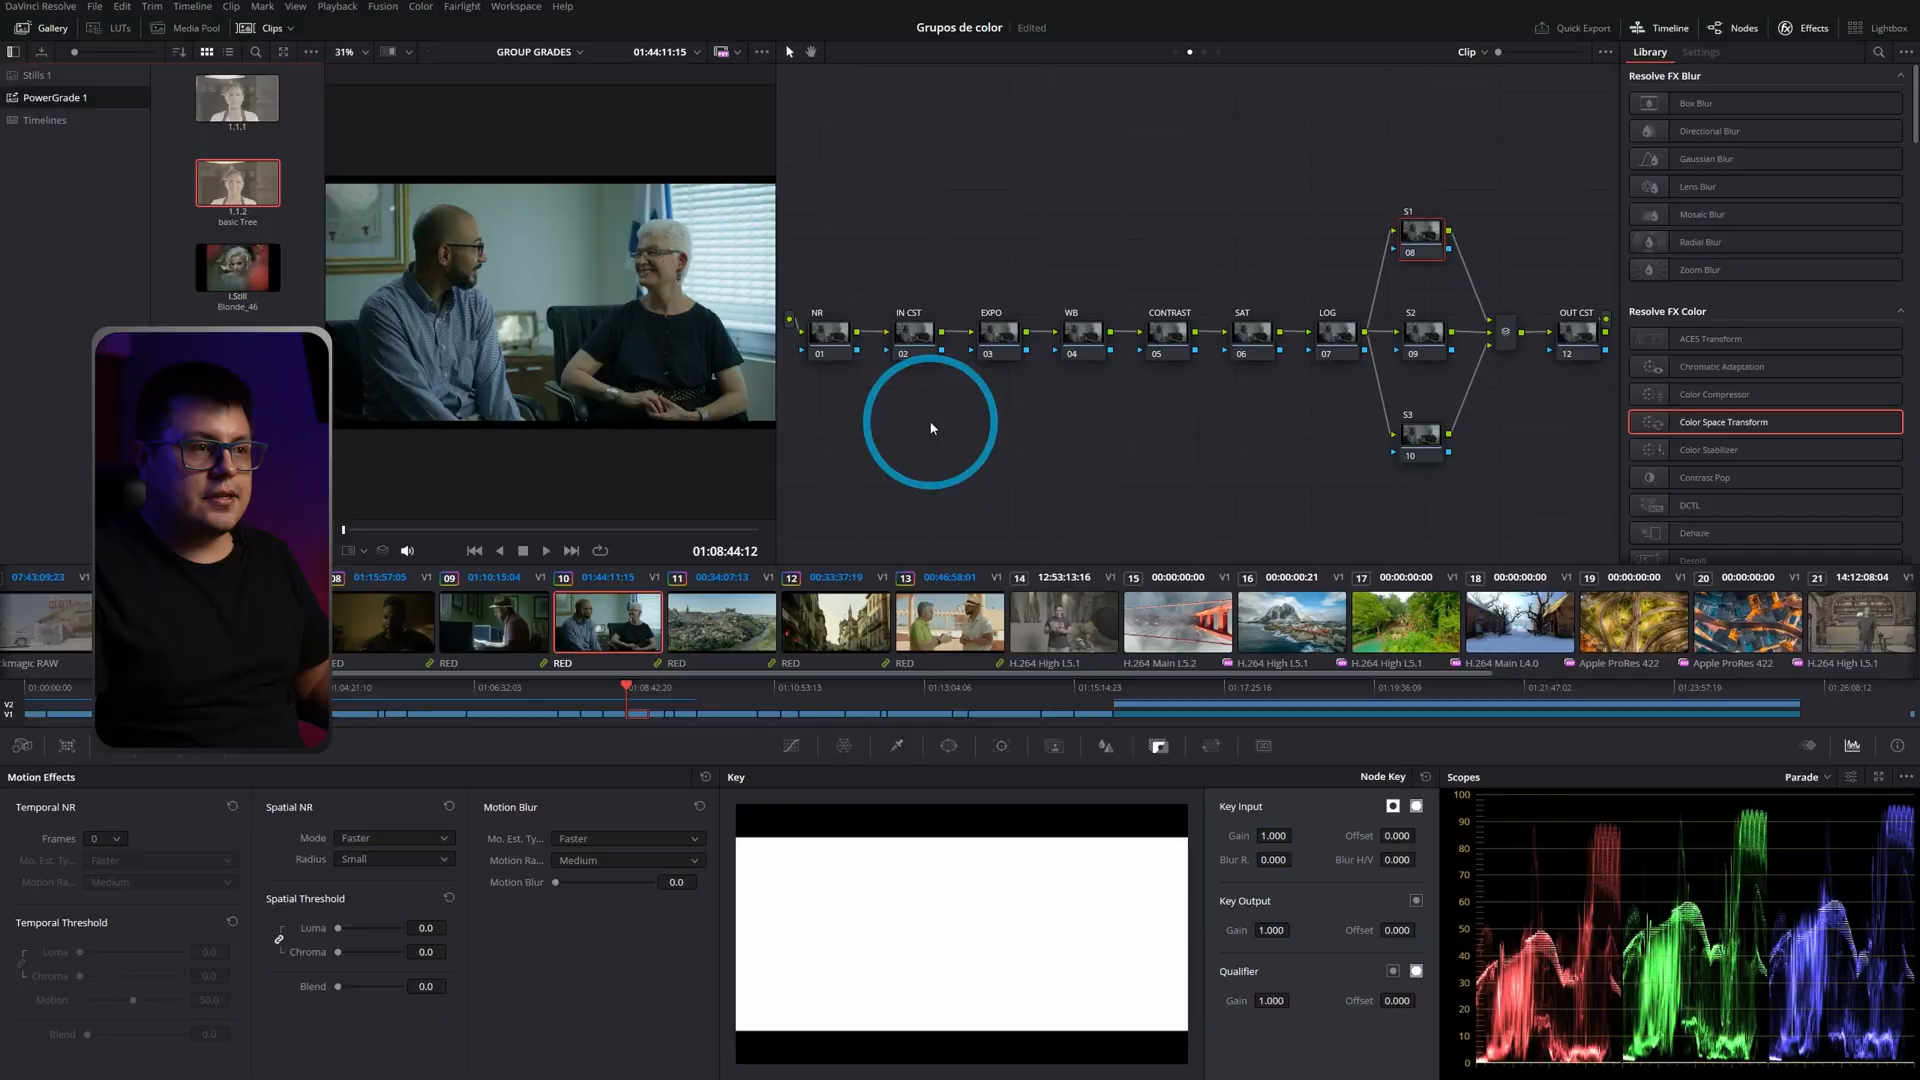 DaVinci Resolve File Edit Trim Timeline Clip Mark View Playback Fusion Color Fairlight Workspace Help
Gallery LUTs Media Pool Clips Grupos de color Edited Quick Export Timeline Nodes Effects Lightbox
31% GROUP GRADES 01:44:11:15 Clip Library Settings
Stills 1
PowerGrade 1
Timelines
1.1.1
1.1.2
basic Tree
I.Still
Blonde_46
01:08:44:12
NR 01
IN CST 02
EXPO 03
WB 04
CONTRAST 05
SAT 06
LOG 07
S1 08
S2 09
S3 10
OUT CST 12
Resolve FX Blur
Box Blur
Directional Blur
Gaussian Blur
Lens Blur
Mosaic Blur
Radial Blur
Zoom Blur
Resolve FX Color
ACES Transform
Chromatic Adaptation
Color Compressor
Color Space Transform
Color Stabilizer
Contrast Pop
DCTL
Dehaze
Despill
07:43:09:23 V1 08 01:15:57:05 V1 09 01:10:15:04 V1 10 01:44:11:15 V1 11 00:34:07:13 V1 12 00:33:37:19 V1 13 00:46:58:01 V1 14 12:53:13:16 V1 15 00:00:00:00 V1 16 00:00:00:21 V1 17 00:00:00:00 V1 18 00:00:00:00 V1 19 00:00:00:00 V1 20 00:00:00:00 V1 21 14:12:08:04 V1
kmagic RAW RED RED RED RED RED RED H.264 High L5.1 H.264 Main L5.2 H.264 High L5.1 H.264 High L5.1 H.264 Main L4.0 Apple ProRes 422 Apple ProRes 422 H.264 High L5.1
01:00:00:00 01:04:21:10 01:06:32:03 01:08:42:20 01:10:53:13 01:13:04:06 01:15:14:23 01:17:25:16 01:19:36:09 01:21:47:02 01:23:57:19 01:26:08:12
V2
V1
Motion Effects
Temporal NR
Frames 0
Mo. Est. Ty... Faster
Motion Ra... Medium
Temporal Threshold
Luma 0.0
Chroma 0.0
Motion 50.0
Blend 0.0
Spatial NR
Mode Faster
Radius Small
Spatial Threshold
Luma 0.0
Chroma 0.0
Blend 0.0
Motion Blur
Mo. Est. Ty... Faster
Motion Ra... Medium
Motion Blur 0.0
Key Node Key
Key Input
Gain 1.000 Offset 0.000
Blur R. 0.000 Blur H/V 0.000
Key Output
Gain 1.000 Offset 0.000
Qualifier
Gain 1.000 Offset 0.000
Scopes Parade
100
90
80
70
60
50
40
30
20
10
0